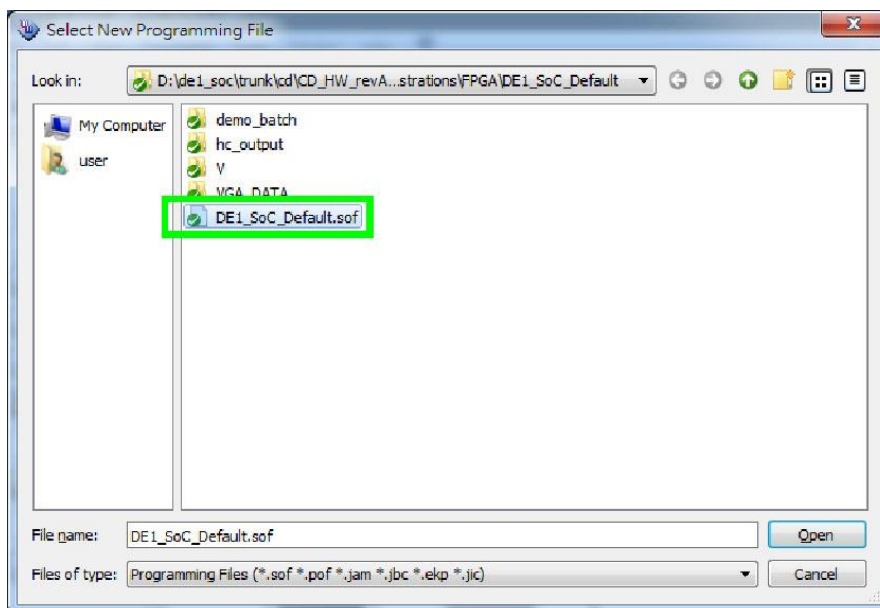 Select New Programming File
Look in: D:\de1_soc\trunk\cd\CD_HW_revA...strations\FPGA\DE1_SoC_Default
My Computer
user
demo_batch
hc_output
V
VGA_DATA
DE1_SoC_Default.sof
File name: DE1_SoC_Default.sof Open
Files of type: Programming Files (*.sof *.pof *.jam *.jbc *.ekp *.jic) Cancel